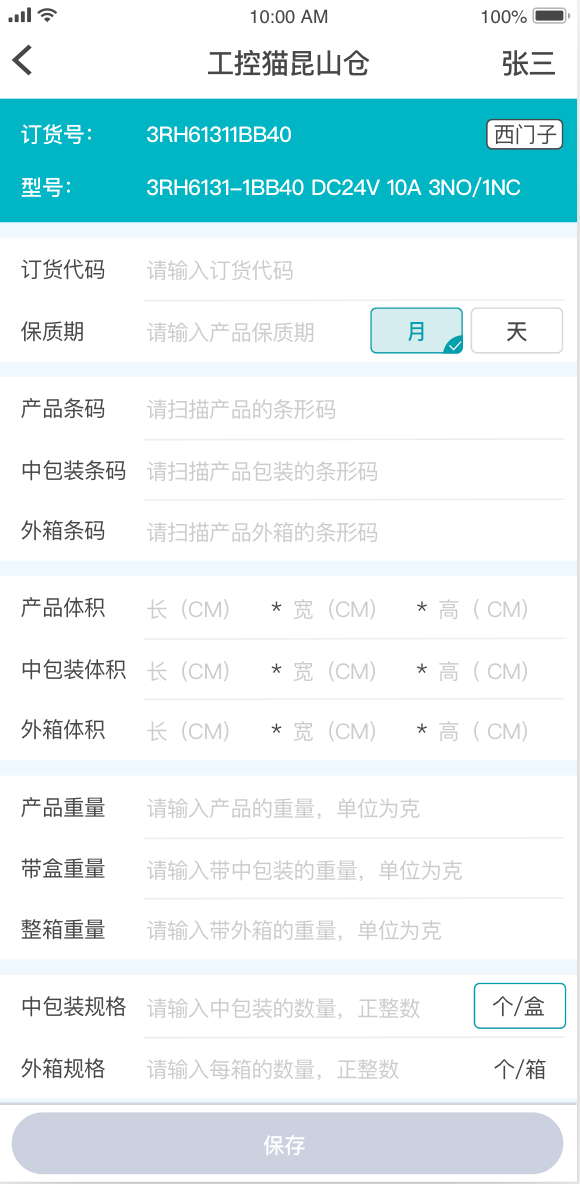 10:00 AM 100%
工控猫昆山仓 张三
订货号： 3RH61311BB40 西门子
型号： 3RH6131-1BB40 DC24V 10A 3NO/1NC
订货代码 请输入订货代码
保质期 请输入产品保质期 月 天
产品条码 请扫描产品的条形码
中包装条码 请扫描产品包装的条形码
外箱条码 请扫描产品外箱的条形码
产品体积 长（CM） * 宽（CM） * 高（ CM）
中包装体积 长（CM） * 宽（CM） * 高（ CM）
外箱体积 长（CM） * 宽（CM） * 高（ CM）
产品重量 请输入产品的重量，单位为克
带盒重量 请输入带中包装的重量，单位为克
整箱重量 请输入带外箱的重量，单位为克
中包装规格 请输入中包装的数量，正整数 个/盒
外箱规格 请输入每箱的数量，正整数 个/箱
保存